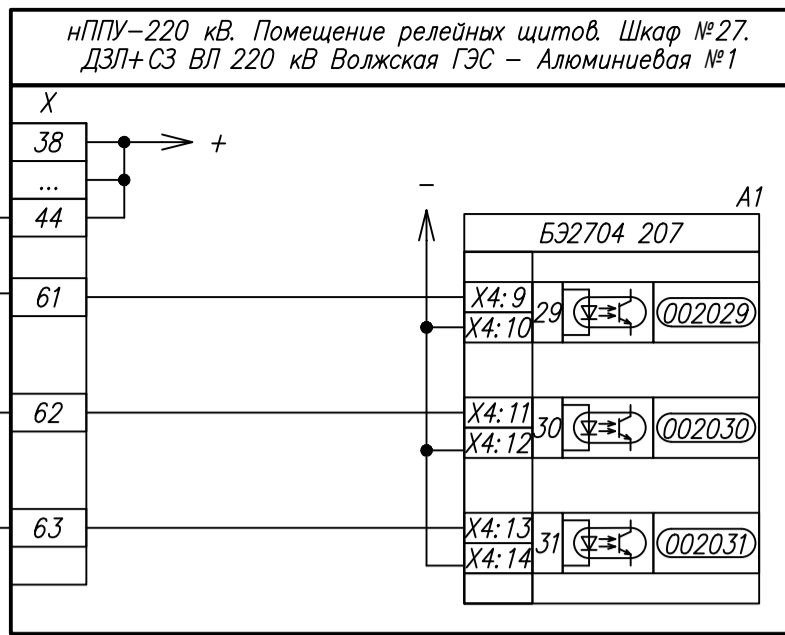 нППУ-220 кВ. Помещение релейных щитов. Шкаф №27.
ДЗЛ+СЗ ВЛ 220 кВ Волжская ГЭС - Алюминиевая №1
X
38
+
...
44
-
A1
БЭ2704 207
61
X4:9
29
002029
X4:10
62
X4:11
30
002030
X4:12
63
X4:13
31
002031
X4:14